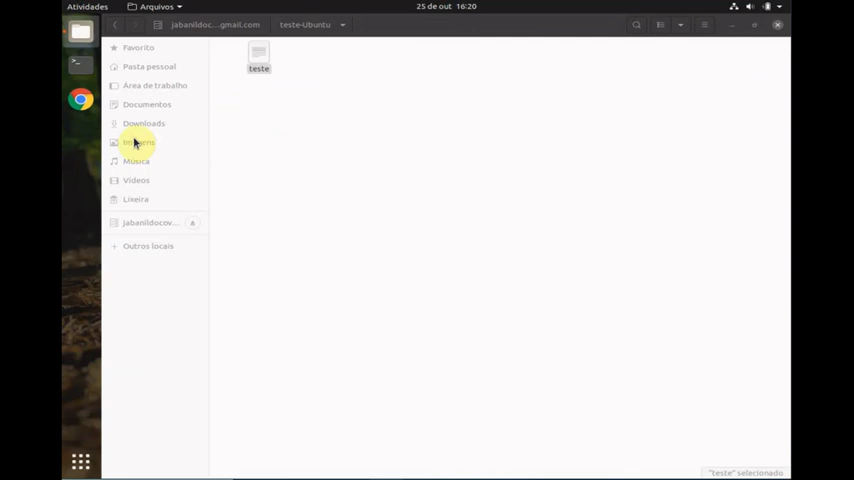 Atividades
Arquivos
25 de out 16:20
jabanildoc...gmail.com
teste-Ubuntu
Favorito
Pasta pessoal
Área de trabalho
Documentos
Downloads
Imagens
Música
Vídeos
Lixeira
jabanildocov...
Outros locais
teste
"teste" selecionado